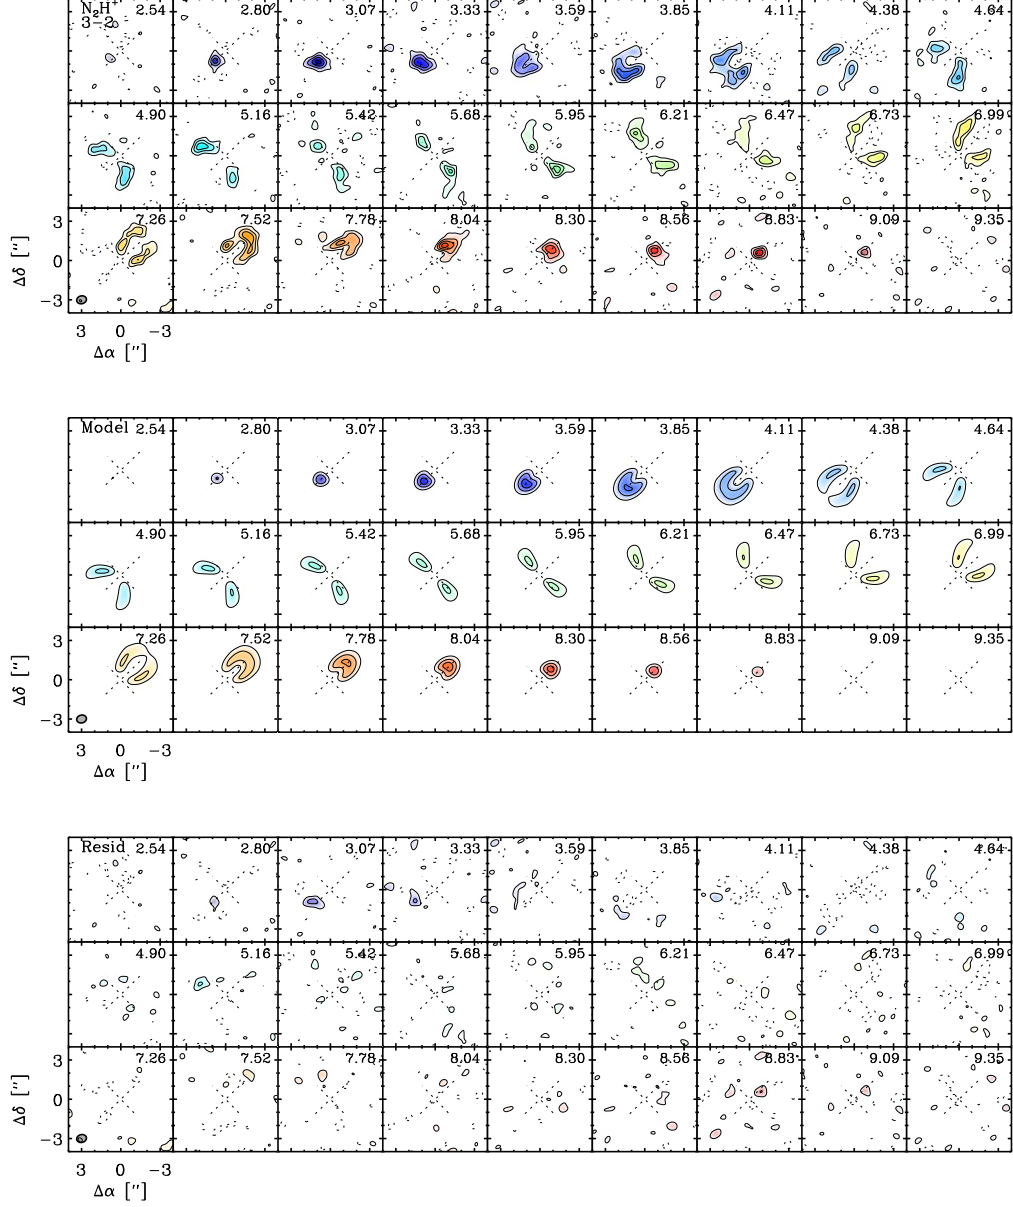 N₂H⁺ 2.54 2.80 3.07 3.33 3.59 3.85 4.11 4.38 4.64
3−2
4.90 5.16 5.42 5.68 5.95 6.21 6.47 6.73 6.99
3 7.26 7.52 7.78 8.04 8.30 8.56 8.83 9.09 9.35
Δδ ["] 0
−3
3 0 −3
Δα ["]
Model 2.54 2.80 3.07 3.33 3.59 3.85 4.11 4.38 4.64
4.90 5.16 5.42 5.68 5.95 6.21 6.47 6.73 6.99
3 7.26 7.52 7.78 8.04 8.30 8.56 8.83 9.09 9.35
Δδ ["] 0
−3
3 0 −3
Δα ["]
Resid 2.54 2.80 3.07 3.33 3.59 3.85 4.11 4.38 4.64
4.90 5.16 5.42 5.68 5.95 6.21 6.47 6.73 6.99
3 7.26 7.52 7.78 8.04 8.30 8.56 8.83 9.09 9.35
Δδ ["] 0
−3
3 0 −3
Δα ["]